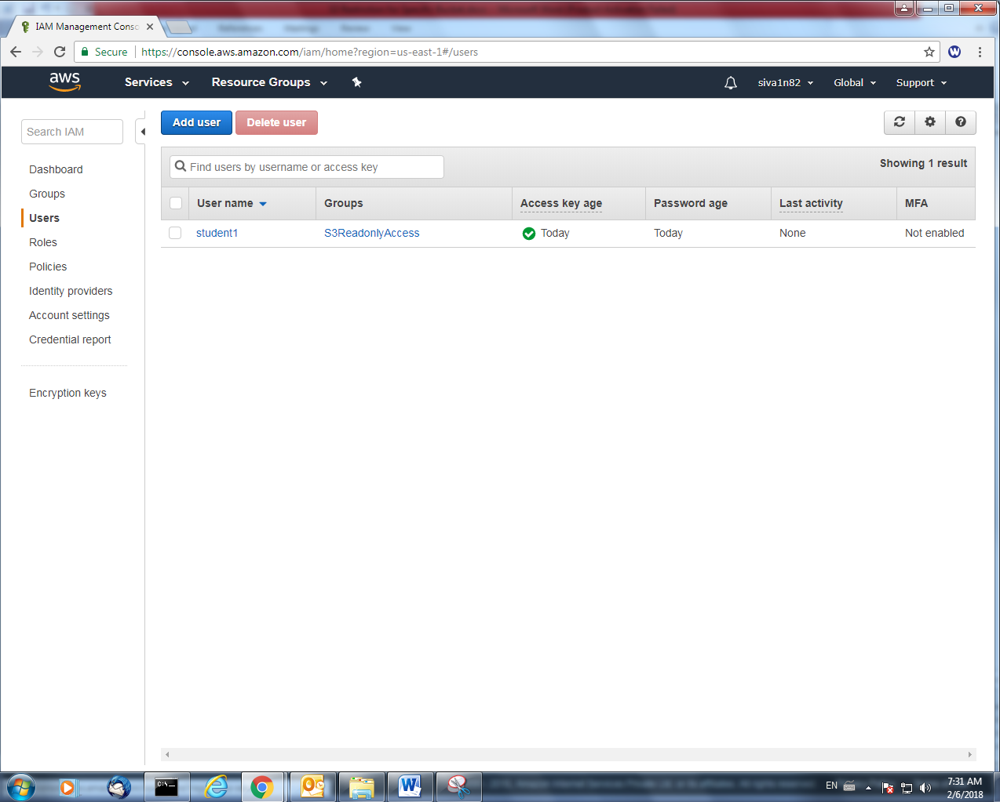 IAM Management Conso
Secure
https://console.aws.amazon.com/iam/home?region=us-east-1#/users
aws
Services
Resource Groups
siva1n82
Global
Support
Search IAM
Dashboard
Groups
Users
Roles
Policies
Identity providers
Account settings
Credential report
Encryption keys
Add user
Delete user
Find users by username or access key
Showing 1 result
User name Groups Access key age Password age Last activity MFA
student1 S3ReadonlyAccess Today Today None Not enabled
EN
7:31 AM
2/6/2018